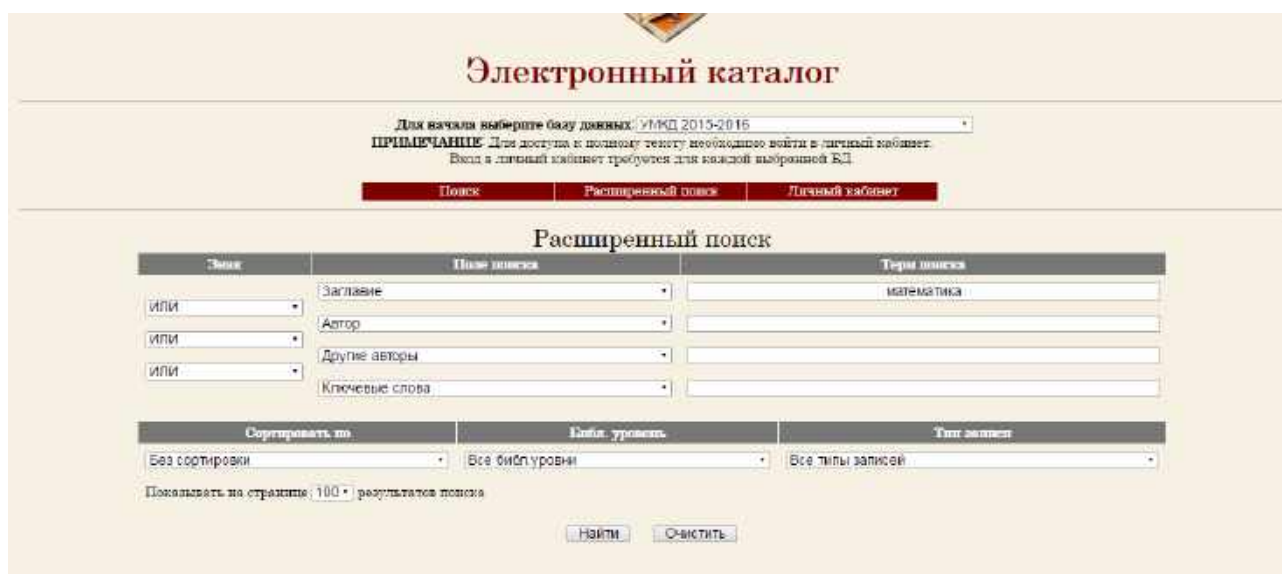 Электронный каталог
Для начала выберите базу данных: УМКД 2015-2016
ПРИМЕЧАНИЕ: Для доступа к полному тексту необходимо войти в личный кабинет.
Вход в личный кабинет требуется для каждой выбранной БД.
Поиск Расширенный поиск Личный кабинет
Расширенный поиск
Знак Поле поиска Терм поиска
Заглавие математика
ИЛИ
Автор
ИЛИ
Другие авторы
ИЛИ
Ключевые слова
Сортировать по Библ. уровень Тип записи
Без сортировки Все библ.уровни Все типы записей
Показывать на странице 100 результатов поиска
Найти Очистить